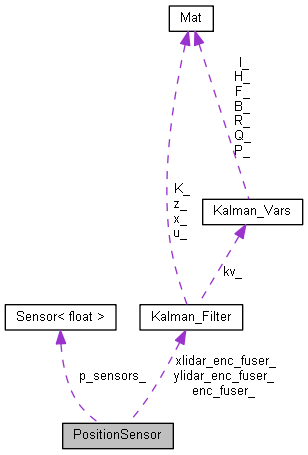 Mat
I_
H_
F_
B_
R_
Q_
P_
K_
z_
x_
u_
Kalman_Vars
kv_
Sensor< float >
Kalman_Filter
p_sensors_
xlidar_enc_fuser_
ylidar_enc_fuser_
enc_fuser_
PositionSensor